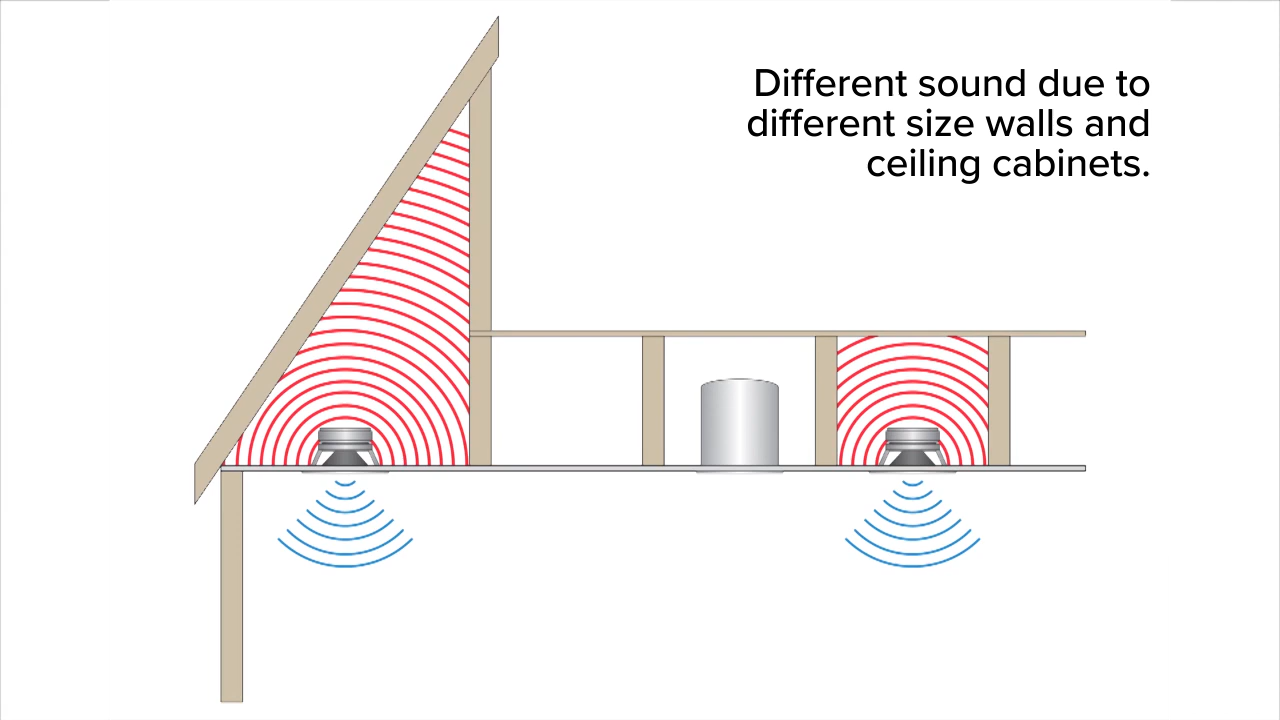 Different sound due to
different size walls and
ceiling cabinets.